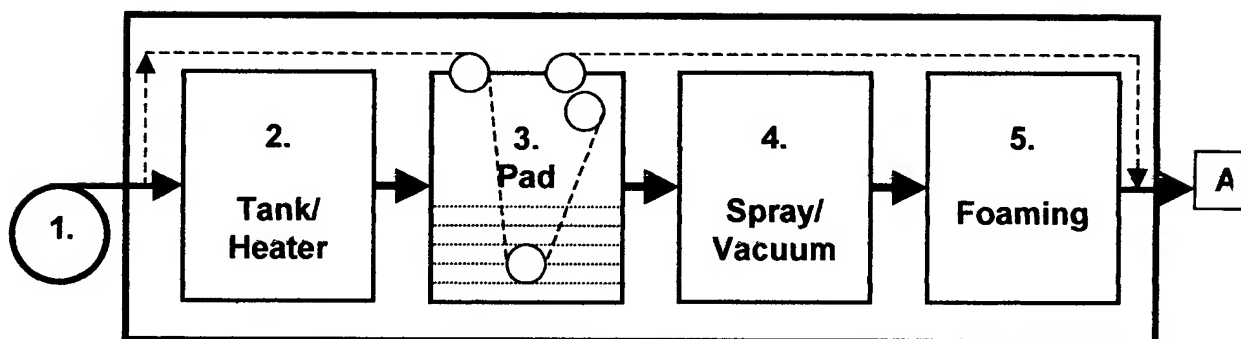 1.
2.
Tank/
Heater
3.
Pad
4.
Spray/
Vacuum
5.
Foaming
A